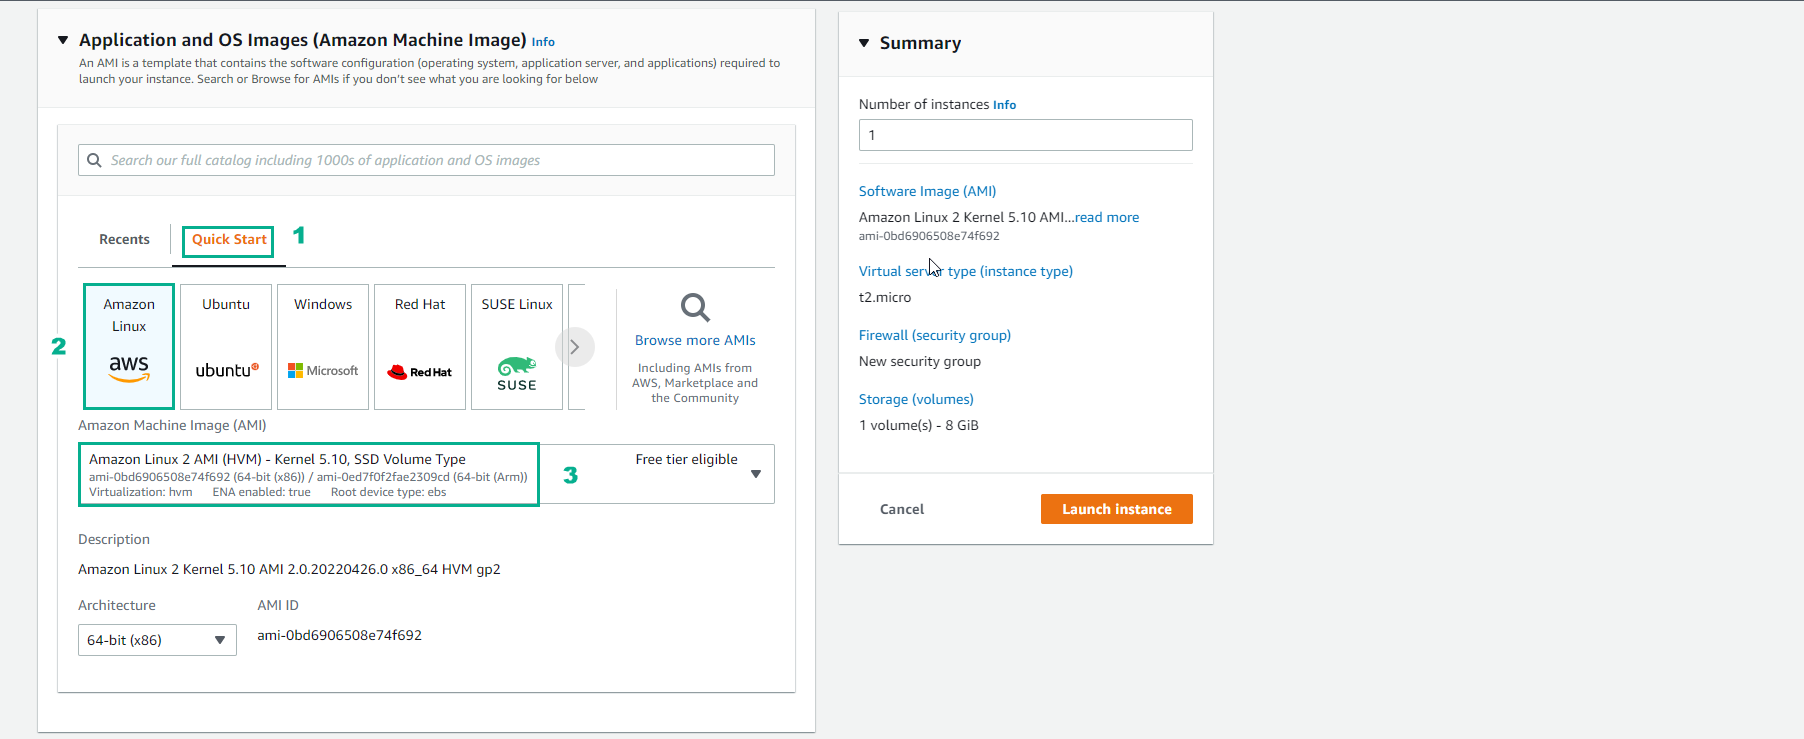 Application and OS Images (Amazon Machine Image) Info
An AMI is a template that contains the software configuration (operating system, application server, and applications) required to
launch your instance. Search or Browse for AMIs if you don't see what you are looking for below
Search our full catalog including 1000s of application and OS images
Recents
Quick Start
1
2
Amazon
Linux
aws
Ubuntu
ubuntu
Windows
Microsoft
Red Hat
Red Hat
SUSE Linux
SUSE
Browse more AMIs
Including AMIs from
AWS, Marketplace and
the Community
Amazon Machine Image (AMI)
Amazon Linux 2 AMI (HVM) - Kernel 5.10, SSD Volume Type
ami-0bd6906508e74f692 (64-bit (x86)) / ami-0ed7f0f2fae2309cd (64-bit (Arm))
Virtualization: hvm ENA enabled: true Root device type: ebs
3
Free tier eligible
Description
Amazon Linux 2 Kernel 5.10 AMI 2.0.20220426.0 x86_64 HVM gp2
Architecture
64-bit (x86)
AMI ID
ami-0bd6906508e74f692
Summary
Number of instances Info
1
Software Image (AMI)
Amazon Linux 2 Kernel 5.10 AMI...read more
ami-0bd6906508e74f692
Virtual server type (instance type)
t2.micro
Firewall (security group)
New security group
Storage (volumes)
1 volume(s) - 8 GiB
Cancel
Launch instance